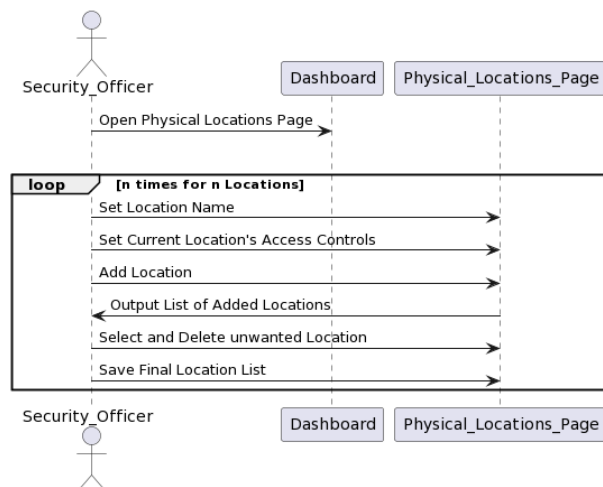 Security_Officer
Dashboard
Physical_Locations_Page
Open Physical Locations Page
loop
[n times for n Locations]
Set Location Name
Set Current Location's Access Controls
Add Location
Output List of Added Locations
Select and Delete unwanted Location
Save Final Location List
Security_Officer
Dashboard
Physical_Locations_Page